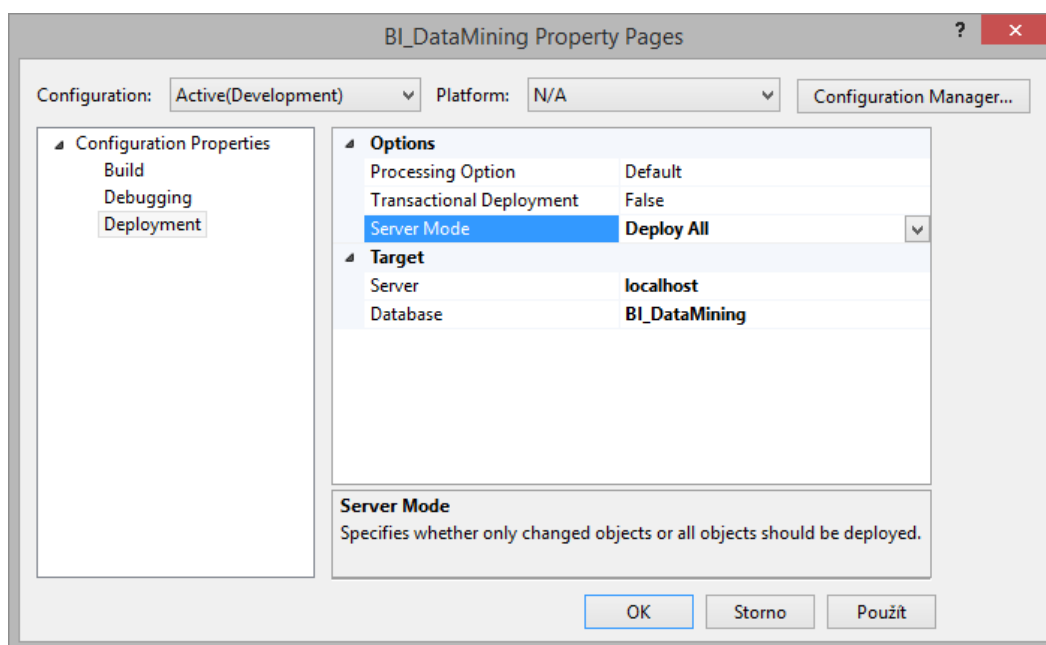 BI_DataMining Property Pages
? ×
Configuration: Active(Development) Platform: N/A Configuration Manager...
Configuration Properties
Build
Debugging
Deployment
Options
Processing Option Default
Transactional Deployment False
Server Mode Deploy All
Target
Server localhost
Database BI_DataMining
Server Mode
Specifies whether only changed objects or all objects should be deployed.
OK Storno Použít